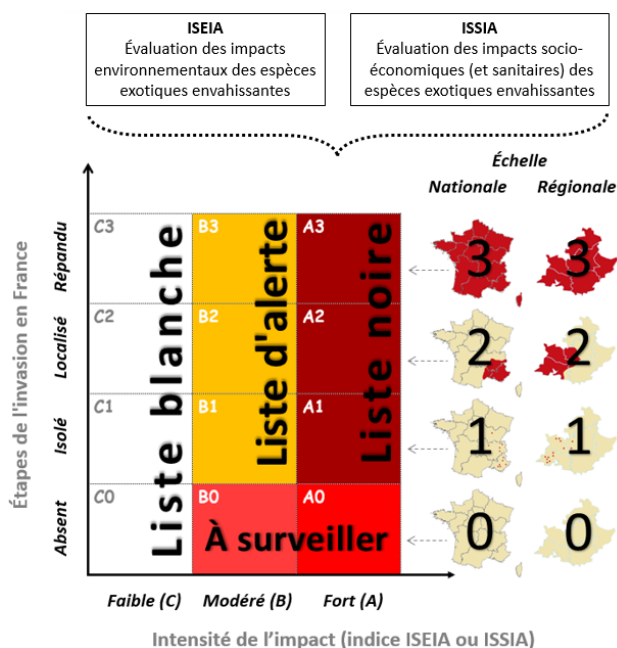 ISEIA
Évaluation des impacts
environnementaux des espèces
exotiques envahissantes
ISSIA
Évaluation des impacts socio-
économiques (et sanitaires) des
espèces exotiques envahissantes
Échelle
Nationale
Régionale
Étapes de l'invasion en France
Répandu
Localisé
Isolé
Absent
C3
B3
A3
C2
B2
A2
C1
B1
A1
C0
B0
A0
Liste blanche
Liste d'alerte
Liste noire
À surveiller
3
3
2
2
1
1
0
0
Faible (C)
Modéré (B)
Fort (A)
Intensité de l'impact (indice ISEIA ou ISSIA)